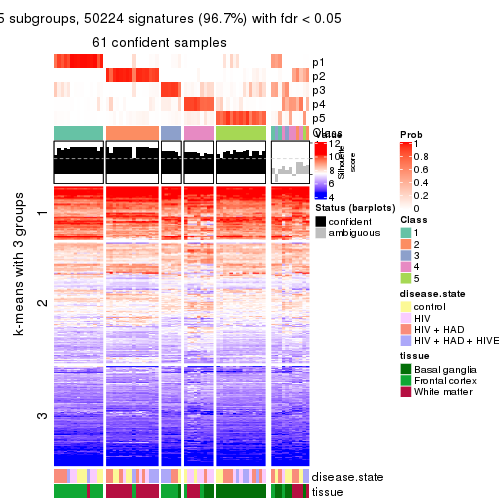 5 subgroups, 50224 signatures (96.7%) with fdr < 0.05
61 confident samples
p1
p2
p3
p4
p5
Class
Value
12
10
8
6
4
Silhouette
score
Status (barplots)
confident
ambiguous
Prob
1
0.8
0.6
0.4
0.2
0
Class
1
2
3
4
5
disease.state
control
HIV
HIV + HAD
HIV + HAD + HIVE
tissue
Basal ganglia
Frontal cortex
White matter
k-means with 3 groups
1
2
3
disease.state
tissue